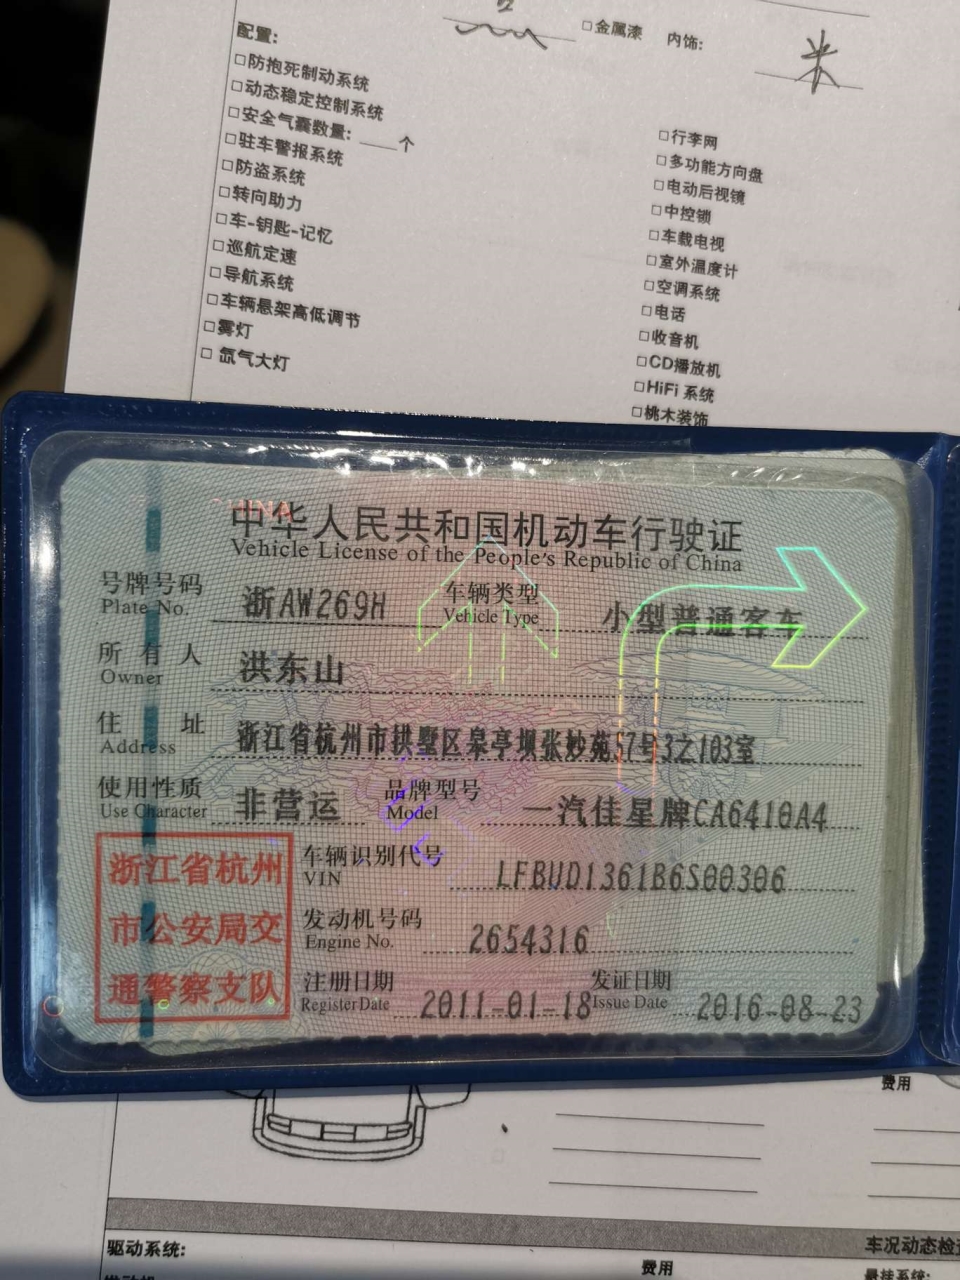 □金属漆 内饰: 米
配置:
□防抱死制动系统
□动态稳定控制系统
□安全气囊数量: 个
□驻车警报系统
□防盗系统
□转向助力
□车-钥匙-记忆
□巡航定速
□导航系统
□车辆悬架高低调节
□雾灯
□氙气大灯
□行李网
□多功能方向盘
□电动后视镜
□中控锁
□车载电视
□室外温度计
□空调系统
□电话
□收音机
□CD播放机
□HiFi 系统
□桃木装饰
CHINA
中华人民共和国机动车行驶证
Vehicle License of the People's Republic of China
号牌号码 浙AW269H 车辆类型 小型普通客车
Plate No. Vehicle Type
所有人 洪东山
Owner
住址 浙江省杭州市拱墅区皋亭坝张妙苑57号3之103室
Address
使用性质 非营运 品牌型号 一汽佳星牌CA6410A4
Use Character Model
浙江省杭州
市公安局交
通警察支队
车辆识别代号 LFBUD1361B6S00306
VIN
发动机号码 2654316
Engine No.
注册日期 2011-01-18 发证日期 2016-08-23
Register Date Issue Date
费用
驱动系统: 车况动态检
费用 悬挂系统: